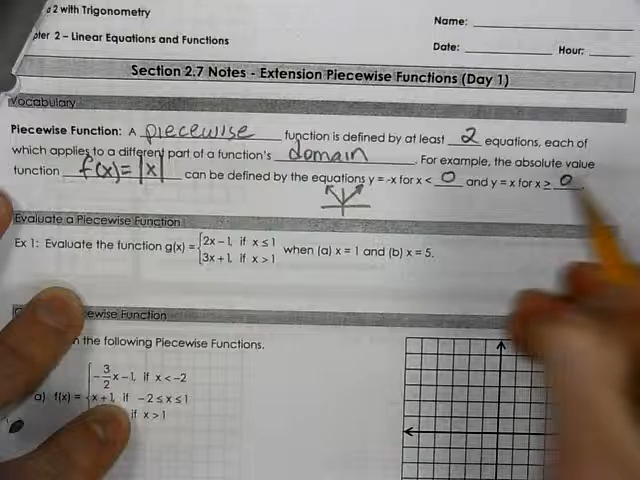 2 with Trigonometry
Name:
pter 2 – Linear Equations and Functions
Date: Hour:
Section 2.7 Notes - Extension Piecewise Functions (Day 1)
Vocabulary
Piecewise Function: A piecewise function is defined by at least 2 equations, each of
which applies to a different part of a function's domain. For example, the absolute value
function f(x)=|x| can be defined by the equations y = -x for x < 0 and y = x for x ≥ 0.
Evaluate a Piecewise Function
Ex 1: Evaluate the function g(x) = { 2x – 1, if x ≤ 1
3x + 1, if x > 1 when (a) x = 1 and (b) x = 5.
ewise Function
the following Piecewise Functions.
-3/2x – 1, if x < -2
a) f(x) = { x + 1, if -2 ≤ x ≤ 1
if x > 1